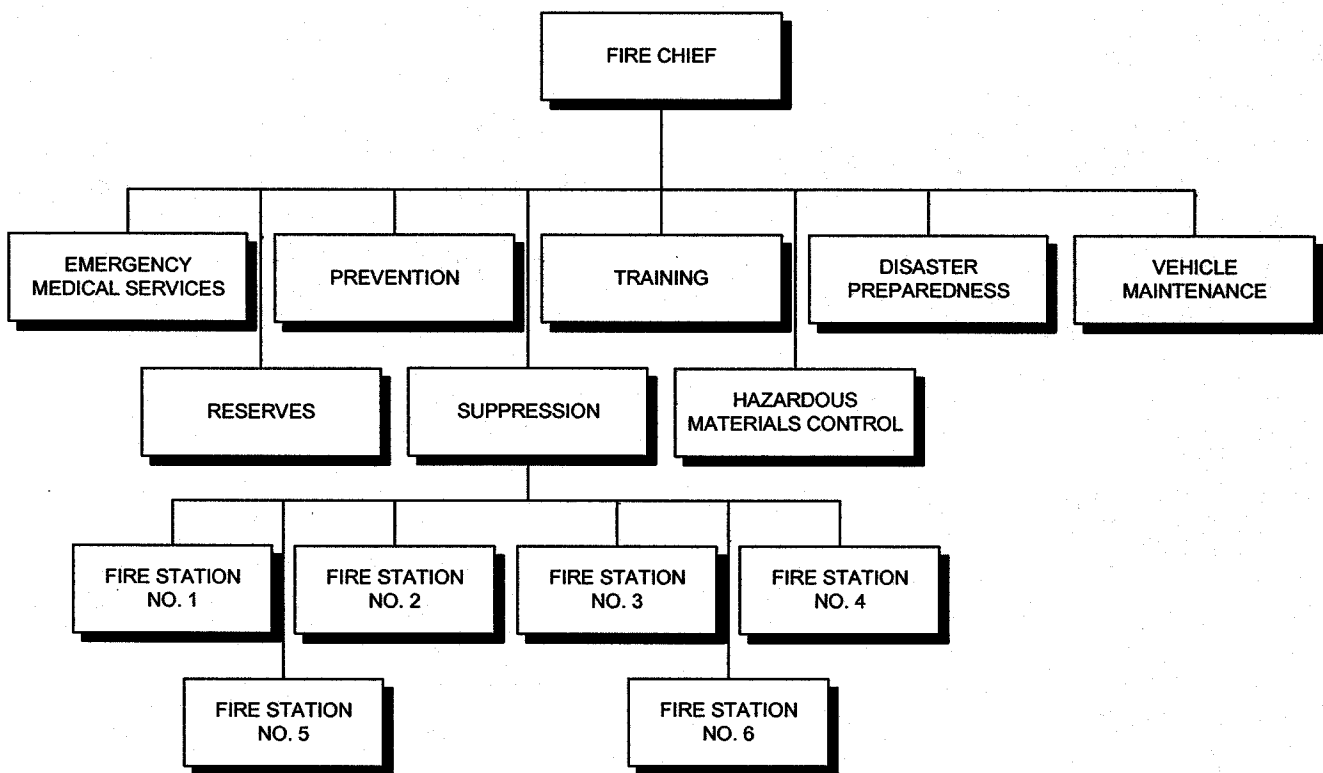 FIRE CHIEF
EMERGENCY
MEDICAL SERVICES
PREVENTION
TRAINING
DISASTER
PREPAREDNESS
VEHICLE
MAINTENANCE
RESERVES
SUPPRESSION
HAZARDOUS
MATERIALS CONTROL
FIRE STATION
NO. 1
FIRE STATION
NO. 2
FIRE STATION
NO. 3
FIRE STATION
NO. 4
FIRE STATION
NO. 5
FIRE STATION
NO. 6